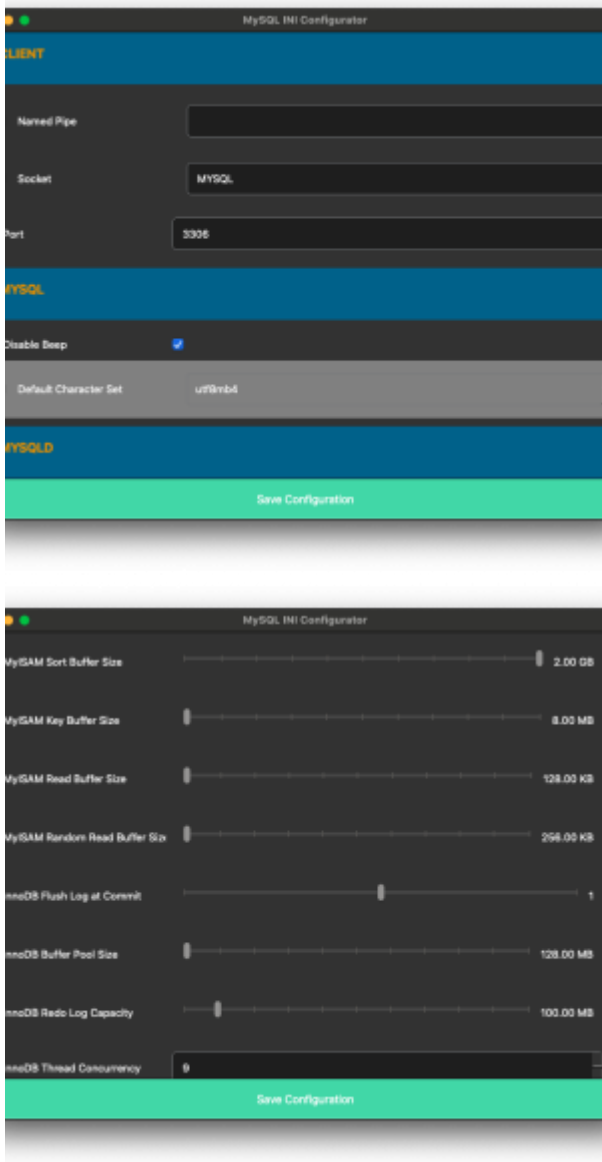 MySQL INI Configurator
CLIENT
Named Pipe
Socket MYSQL
Port 3306
MYSQL
Disable Beep
Default Character Set utf8mb4
MYSQLD
Save Configuration
MySQL INI Configurator
MyISAM Sort Buffer Size 2.00 GB
MyISAM Key Buffer Size 8.00 MB
MyISAM Read Buffer Size 128.00 KB
MyISAM Random Read Buffer Size 256.00 KB
InnoDB Flush Log at Commit 1
InnoDB Buffer Pool Size 128.00 MB
InnoDB Redo Log Capacity 100.00 MB
InnoDB Thread Concurrency 9
Save Configuration